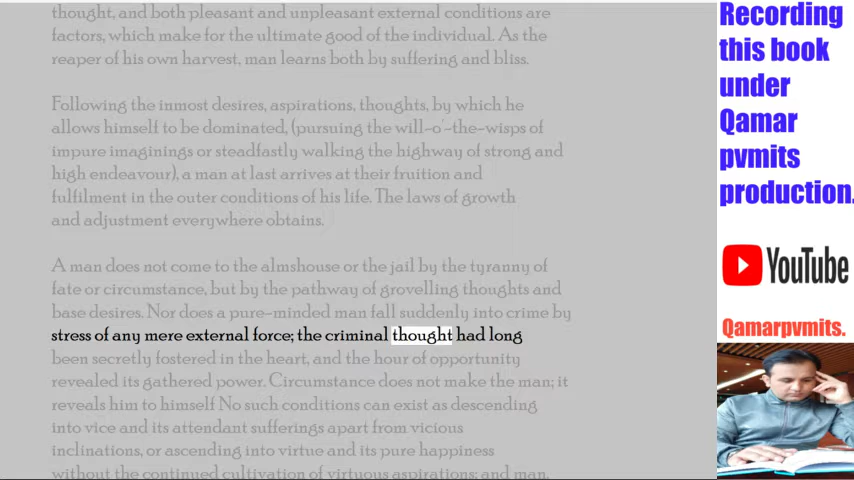 thought, and both pleasant and unpleasant external conditions are
factors, which make for the ultimate good of the individual. As the
reaper of his own harvest, man learns both by suffering and bliss.
Following the inmost desires, aspirations, thoughts, by which he
allows himself to be dominated, (pursuing the will-o'-the-wisps of
impure imaginings or steadfastly walking the highway of strong and
high endeavour), a man at last arrives at their fruition and
fulfilment in the outer conditions of his life. The laws of growth
and adjustment everywhere obtains.
A man does not come to the almshouse or the jail by the tyranny of
fate or circumstance, but by the pathway of grovelling thoughts and
base desires. Nor does a pure-minded man fall suddenly into crime by
stress of any mere external force; the criminal thought had long
been secretly fostered in the heart, and the hour of opportunity
revealed its gathered power. Circumstance does not make the man; it
reveals him to himself No such conditions can exist as descending
into vice and its attendant sufferings apart from vicious
inclinations, or ascending into virtue and its pure happiness
without the continued cultivation of virtuous aspirations; and man,
Recording
this book
under
Qamar
pvmits
production.
YouTube
Qamarpvmits.